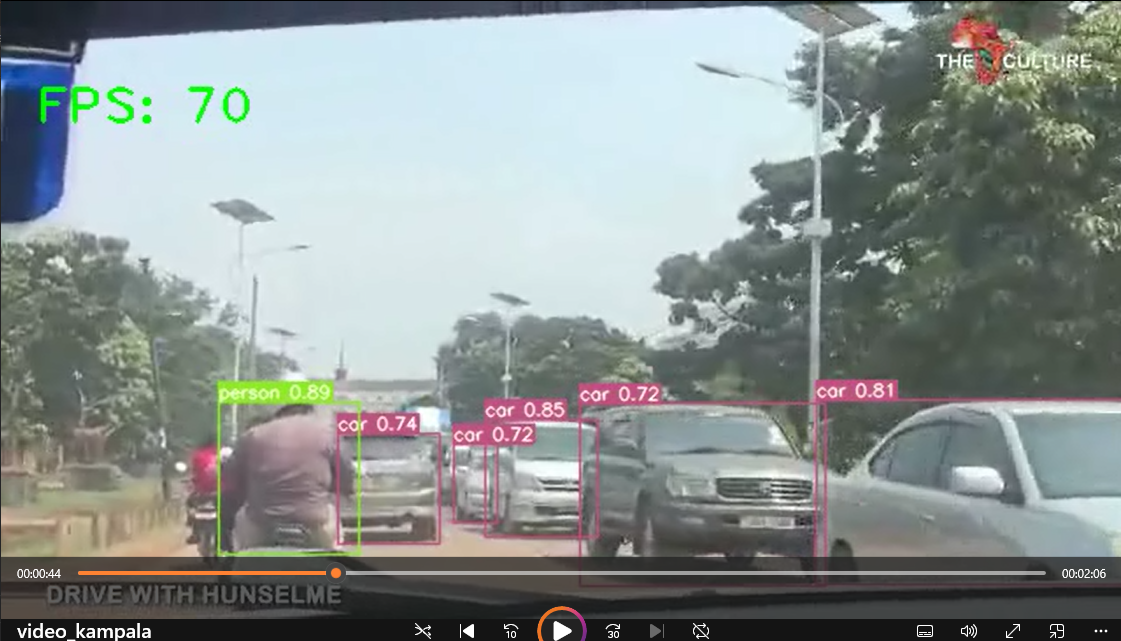 THE CULTURE
FPS: 70
person 0.89
car 0.74
car 0.85
car 0.72
car 0.72
car 0.81
00:00:44
00:02:06
DRIVE WITH HUNSELME
video_kampala
10
30